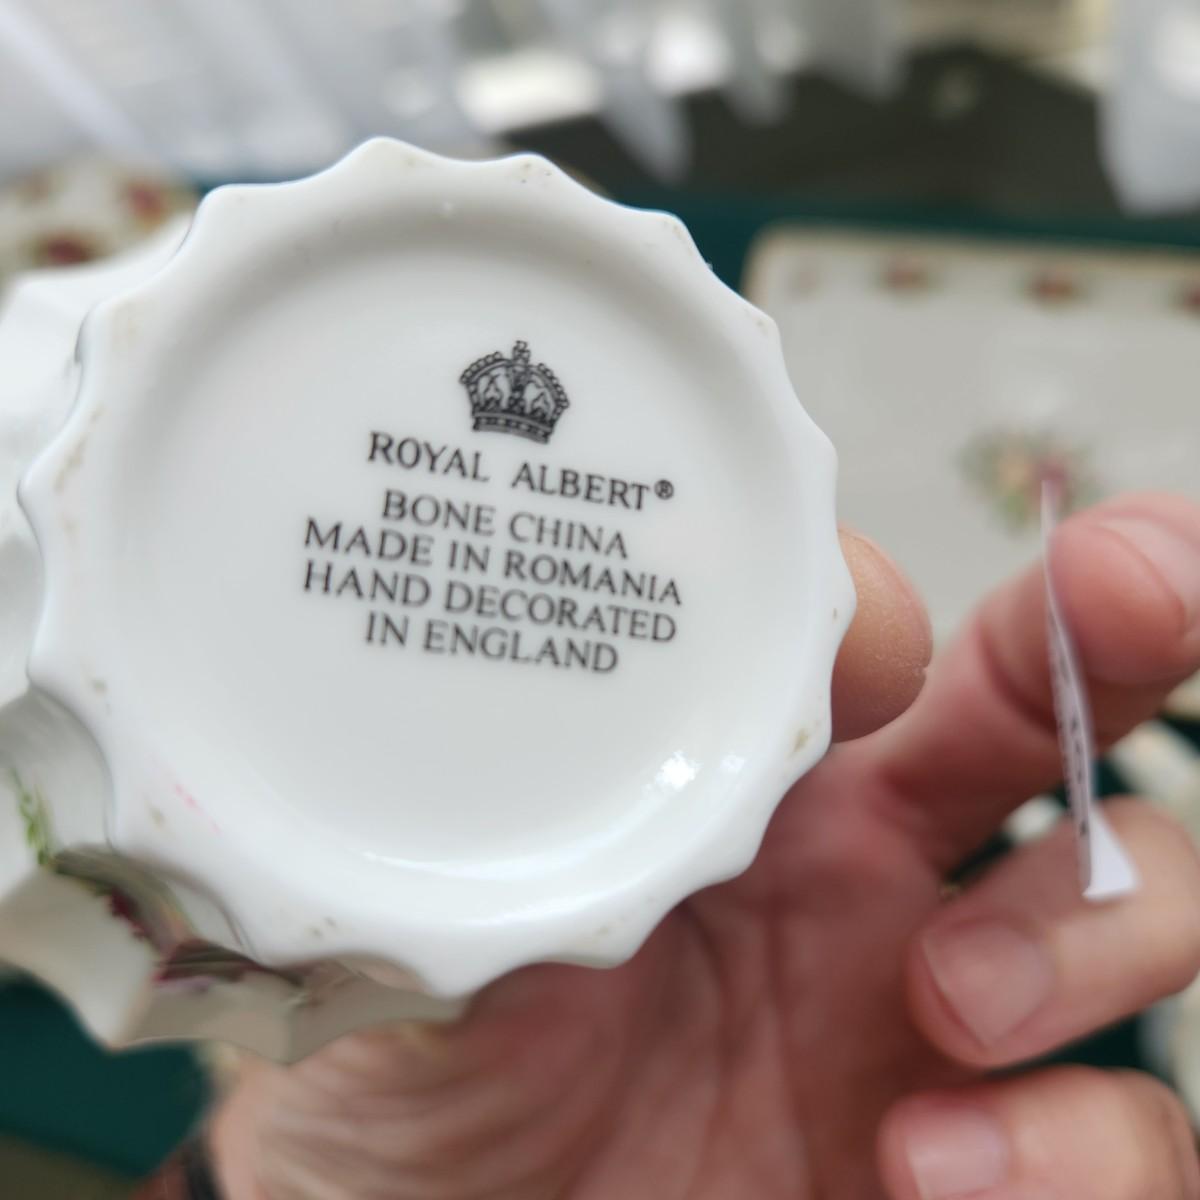 ROYAL ALBERT®
BONE CHINA
MADE IN ROMANIA
HAND DECORATED
IN ENGLAND